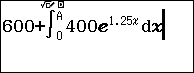 600+∫₀ᴬ 400e^1.25x dx